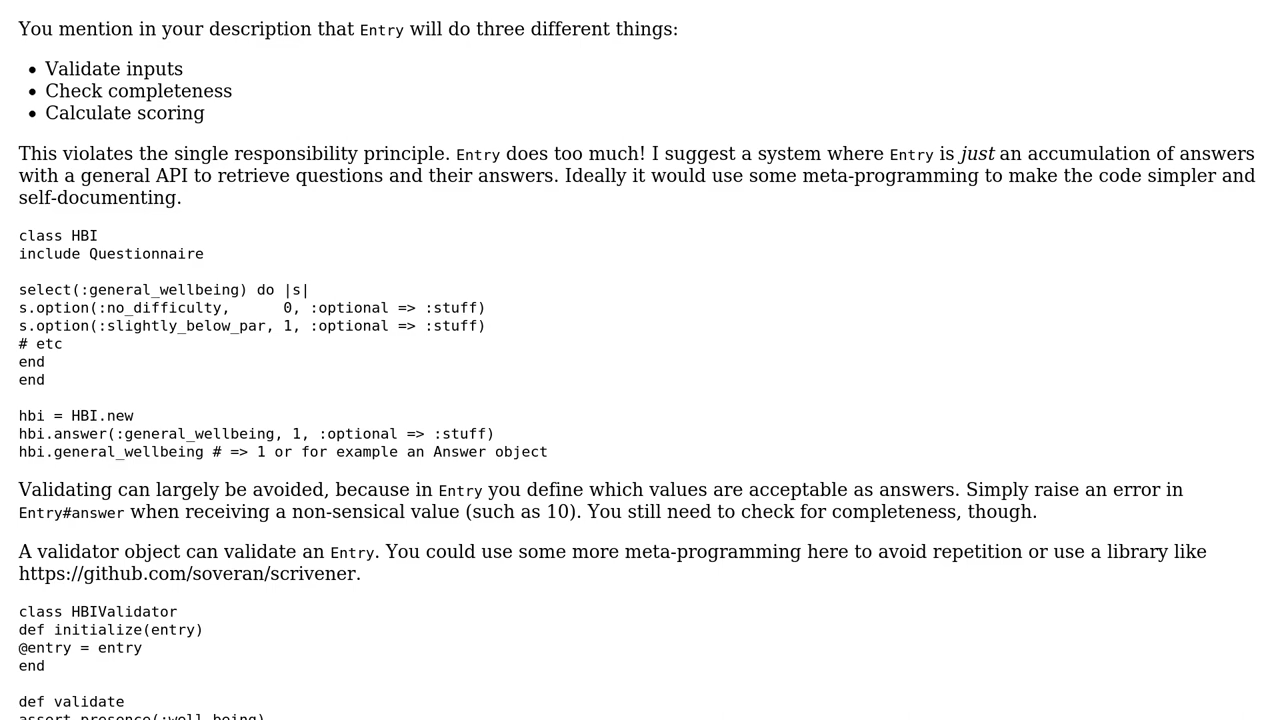 You mention in your description that Entry will do three different things:
• Validate inputs
• Check completeness
• Calculate scoring
This violates the single responsibility principle. Entry does too much! I suggest a system where Entry is just an accumulation of answers
with a general API to retrieve questions and their answers. Ideally it would use some meta-programming to make the code simpler and
self-documenting.
class HBI
include Questionnaire
select(:general_wellbeing) do |s|
s.option(:no_difficulty,      0, :optional => :stuff)
s.option(:slightly_below_par, 1, :optional => :stuff)
# etc
end
end
hbi = HBI.new
hbi.answer(:general_wellbeing, 1, :optional => :stuff)
hbi.general_wellbeing # => 1 or for example an Answer object
Validating can largely be avoided, because in Entry you define which values are acceptable as answers. Simply raise an error in
Entry#answer when receiving a non-sensical value (such as 10). You still need to check for completeness, though.
A validator object can validate an Entry. You could use some more meta-programming here to avoid repetition or use a library like
https://github.com/soveran/scrivener.
class HBIValidator
def initialize(entry)
@entry = entry
end
def validate
assert_presence(:well_being)